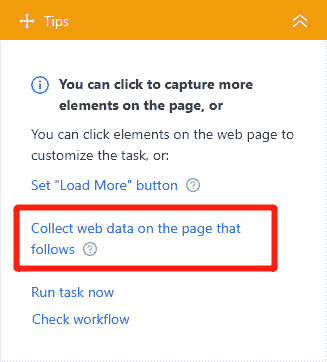 Tips
You can click to capture more
elements on the page, or
You can click elements on the web page to
customize the task, or:
Set "Load More" button
Collect web data on the page that
follows
Run task now
Check workflow